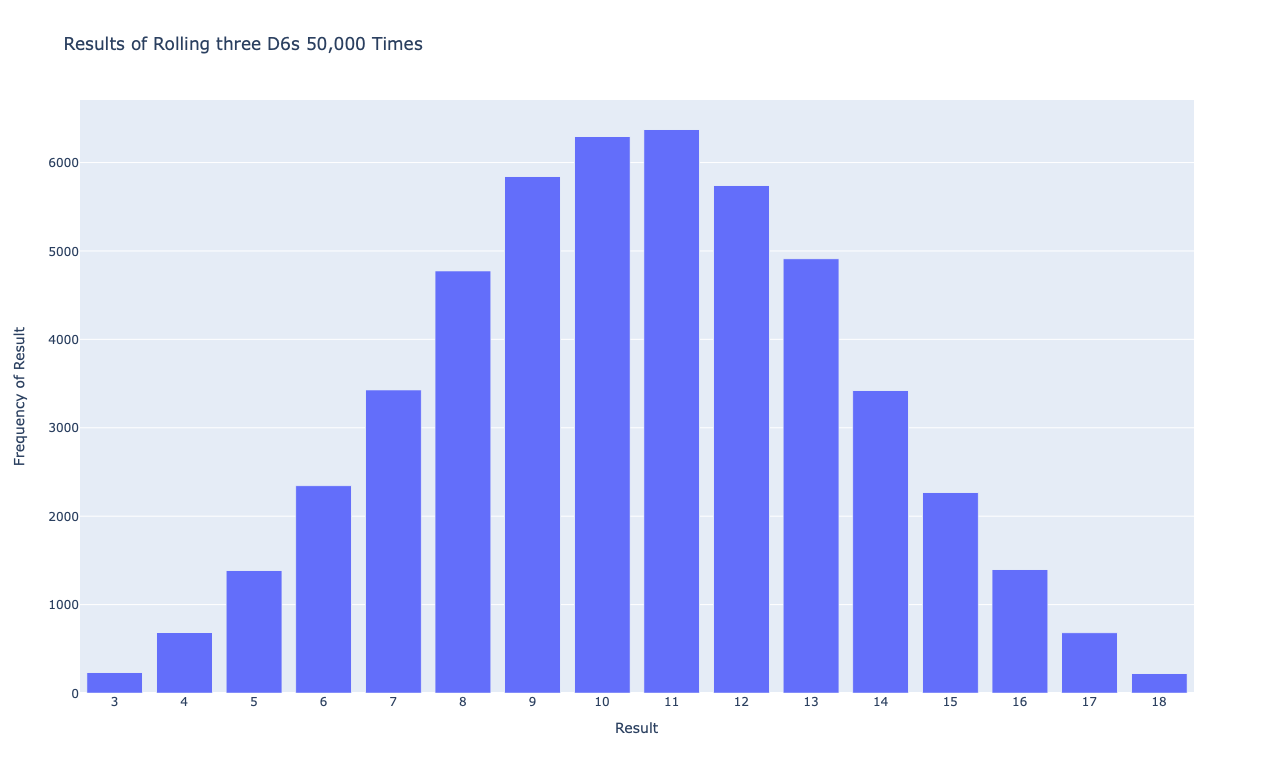 Results of Rolling three D6s 50,000 Times
Frequency of Result
6000
5000
4000
3000
2000
1000
0
3 4 5 6 7 8 9 10 11 12 13 14 15 16 17 18
Result